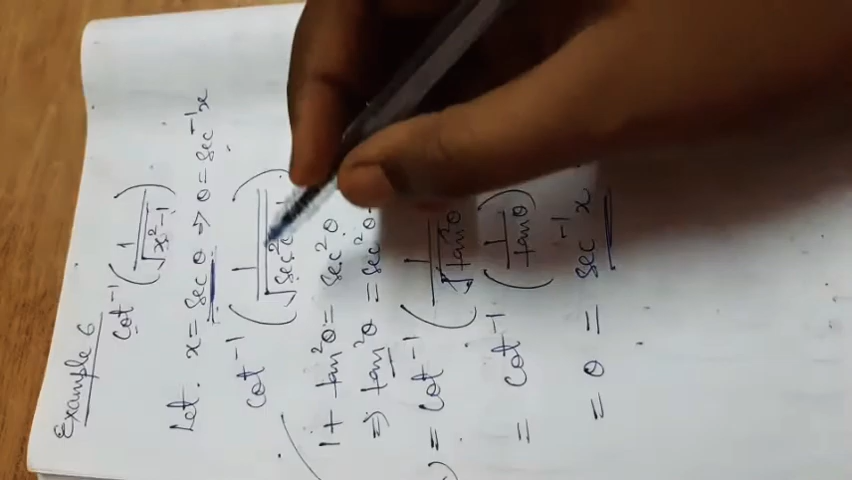 Example 6
cot⁻¹(1/√(x²-1))
Let. x = sec θ ⇒ θ = sec⁻¹x
cot⁻¹(1/√(sec²θ
1 + tan²θ = sec²θ
⇒ tan²θ = sec²θ-
= cot⁻¹(1/√(tan²θ
= cot⁻¹(1/tanθ)
= θ = sec⁻¹ x